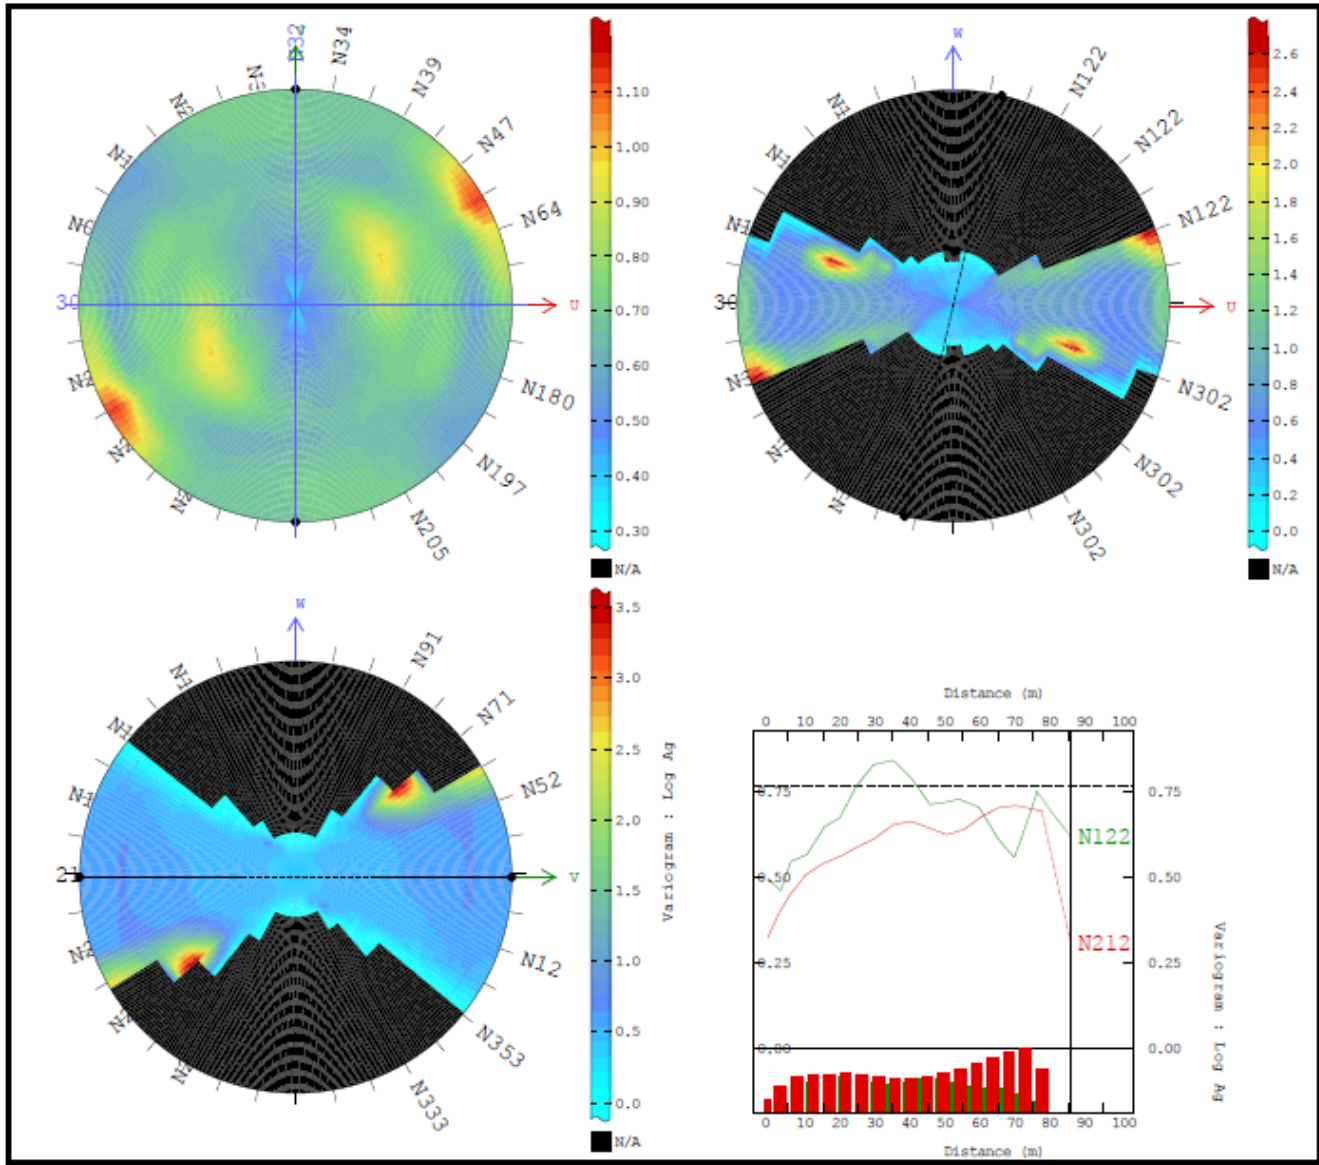 N34
N39
N47
N64
N180
N197
N205
U
1.10
1.00
0.90
0.80
0.70
0.60
0.50
0.40
0.30
N/A
W
N122
N122
N122
U
N302
N302
N302
2.6
2.4
2.2
2.0
1.8
1.6
1.4
1.2
1.0
0.8
0.6
0.4
0.2
0.0
N/A
W
N91
N71
N52
V
N12
N353
N333
3.5
3.0
2.5
2.0
1.5
1.0
0.5
0.0
N/A
Variogram : Log Ag
Distance (m)
0 10 20 30 40 50 60 70 80 90 100
0.75 0.75
N122
0.50 0.50
N212
0.25 0.25
0.00 0.00
Variogram : Log Ag
0 10 20 30 40 50 60 70 80 90 100
Distance (m)